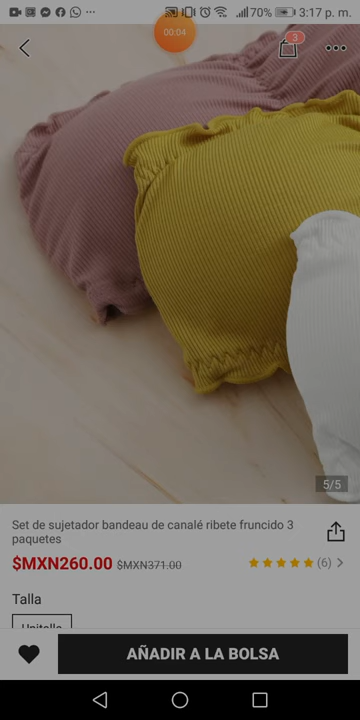 70% 3:17 p. m.
00:04
3
5/5
Set de sujetador bandeau de canalé ribete fruncido 3
paquetes
$MXN260.00 $MXN371.00 (6)
Talla
Unitalla
AÑADIR A LA BOLSA